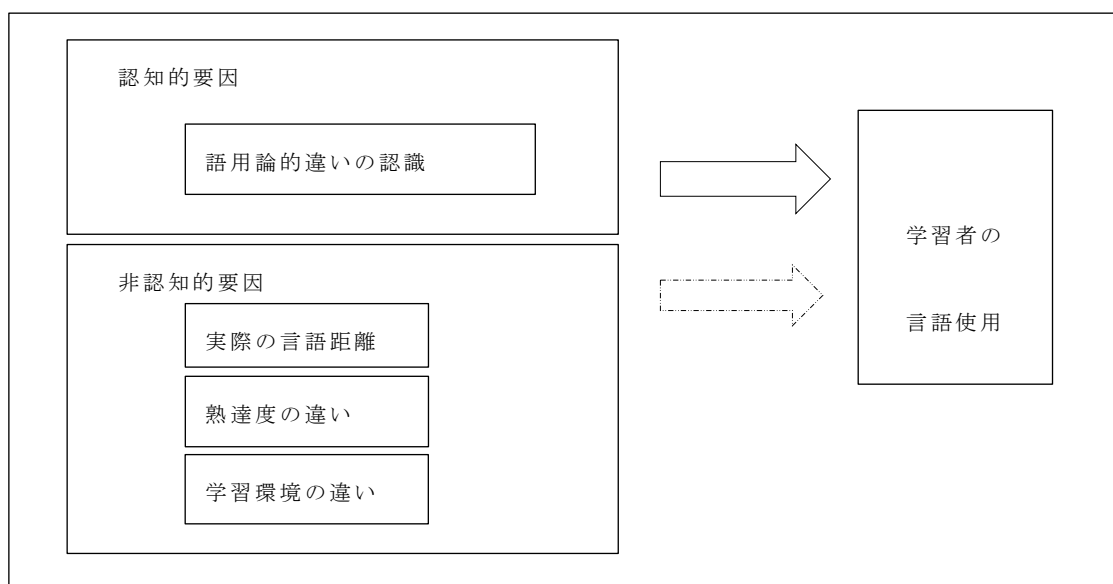 認知的要因
語用論的違いの認識
非認知的要因
実際の言語距離
熟達度の違い
学習環境の違い
学習者の
言語使用